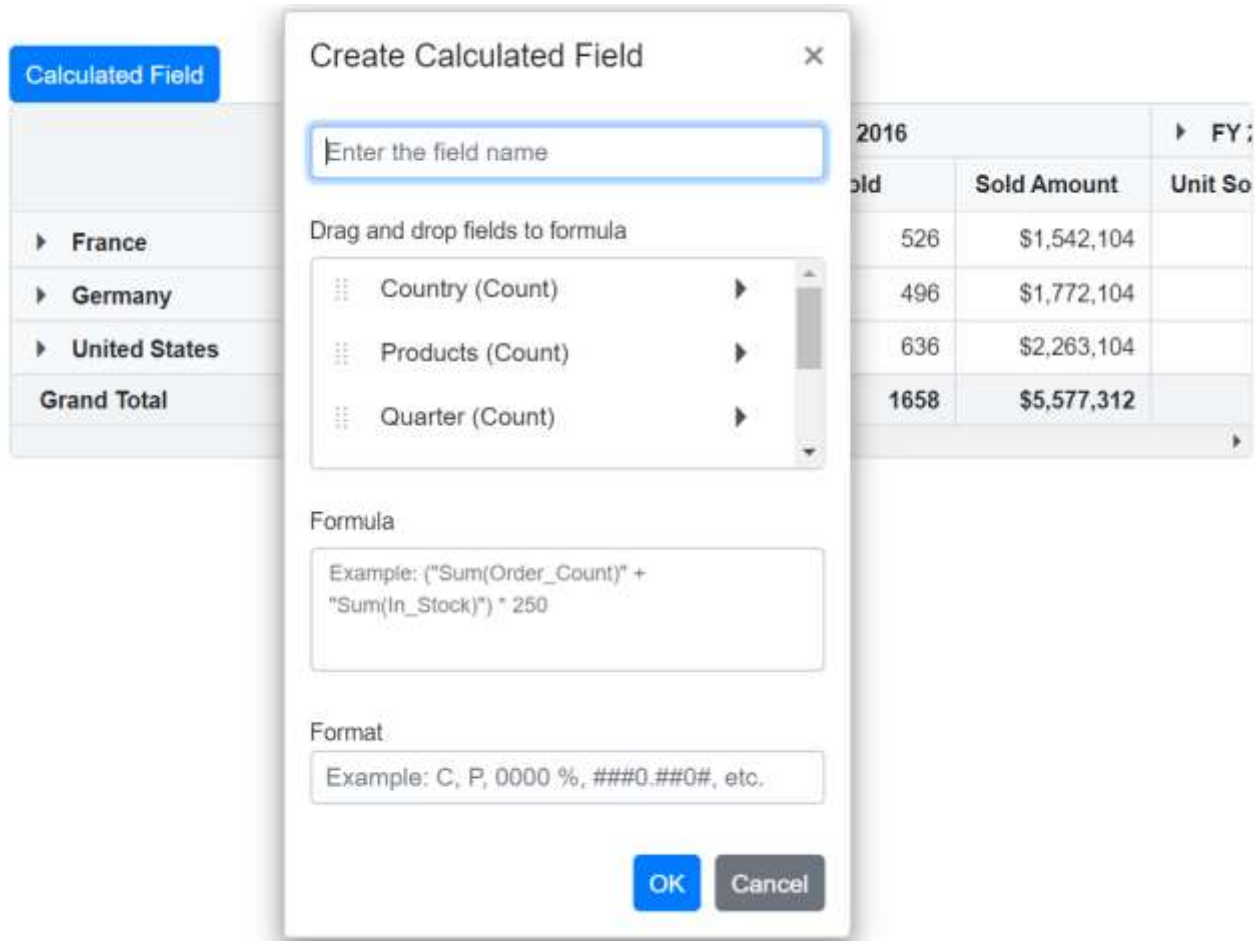 Calculated Field
Create Calculated Field
×
Enter the field name
Drag and drop fields to formula
Country (Count)
Products (Count)
Quarter (Count)
Formula
Example: ("Sum(Order_Count)" +
"Sum(In_Stock)") * 250
Format
Example: C, P, 0000 %, ###0.##0#, etc.
OK Cancel
2016 FY
Sold Amount Unit So
France 526 $1,542,104
Germany 496 $1,772,104
United States 636 $2,263,104
Grand Total 1658 $5,577,312